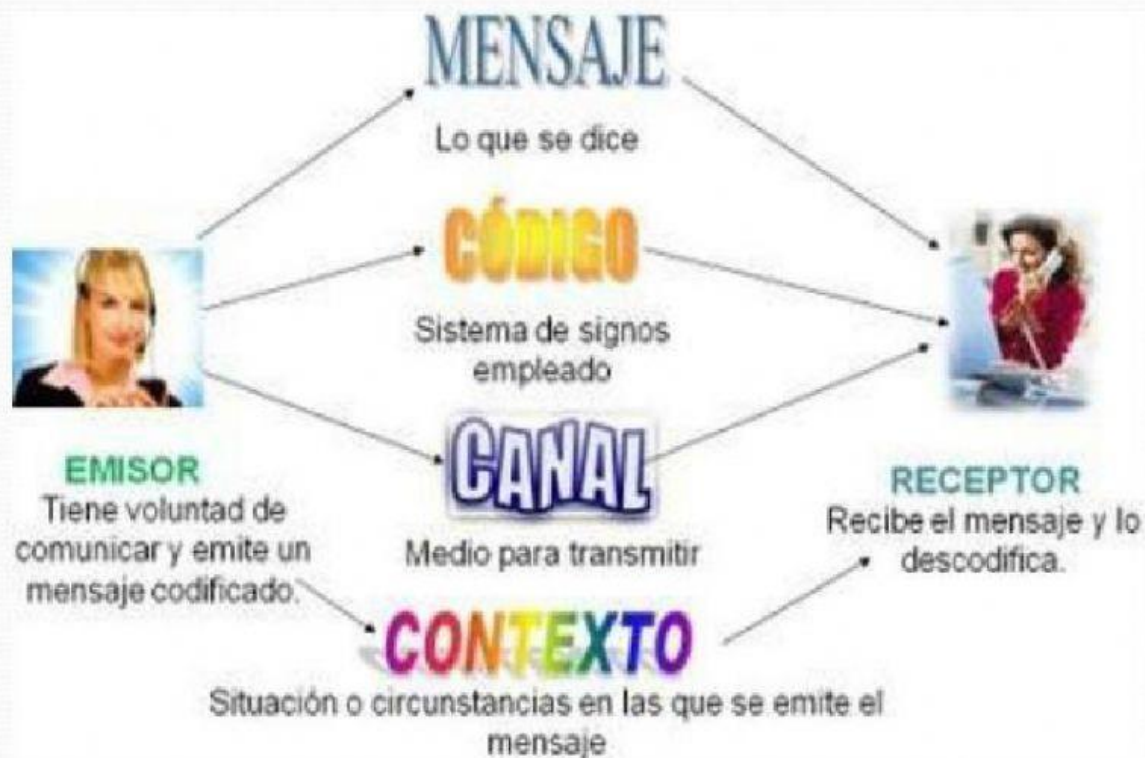 MENSAJE
Lo que se dice
CÓDIGO
Sistema de signos
empleado
CANAL
Medio para transmitir
EMISOR
Tiene voluntad de
comunicar y emite un
mensaje codificado.
RECEPTOR
Recibe el mensaje y lo
descodifica.
CONTEXTO
Situación o circunstancias en las que se emite el
mensaje